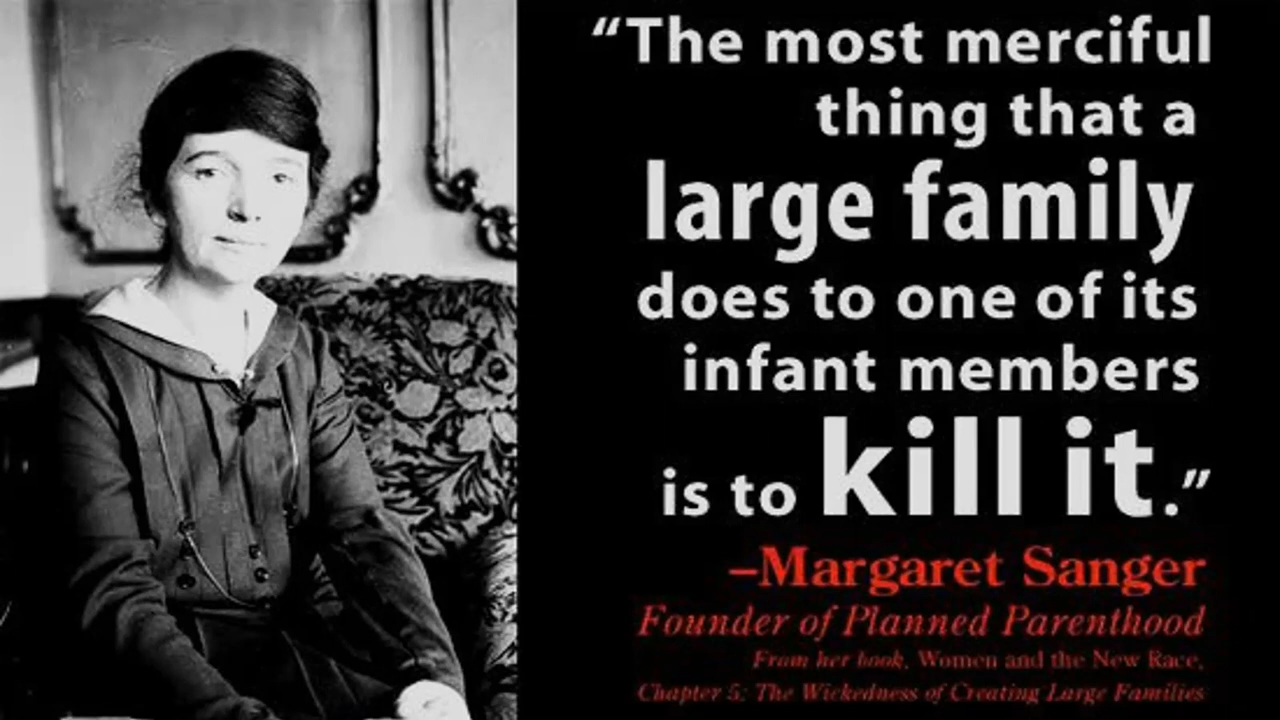 “The most merciful
thing that a
large family
does to one of its
infant members
is to kill it.”
–Margaret Sanger
Founder of Planned Parenthood
From her book, Women and the New Race,
Chapter 5: The Wickedness of Creating Large Families